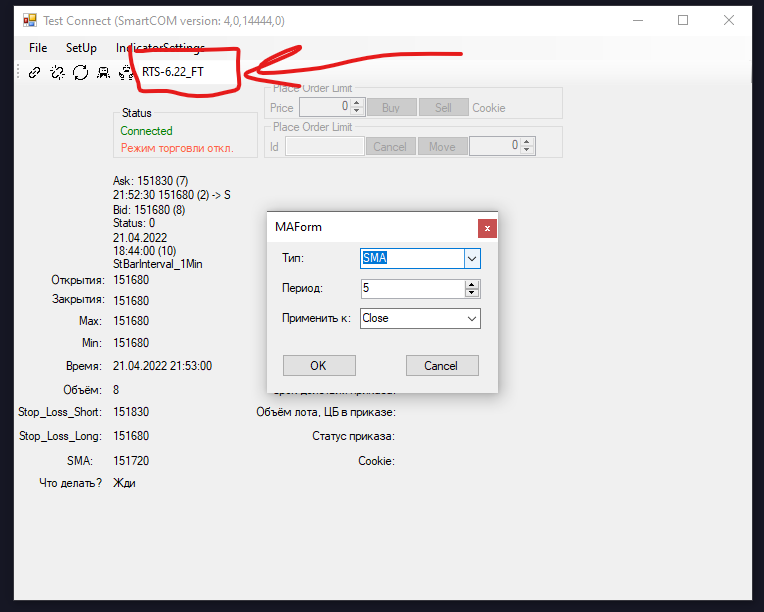 Test Connect (SmartCOM version: 4,0,14444,0)
File SetUp IndicatorSettings
RTS-6.22_FT
Place Order Limit
Price 0 Buy Sell Cookie
Status
Connected
Режим торговли откл.
Place Order Limit
Id Cancel Move 0
Ask: 151830 (7)
21:52:30 151680 (2) -> S
Bid: 151680 (8)
Status: 0
21.04.2022
18:44:00 (10)
StBarInterval_1Min
Открытия: 151680
Закрытия: 151680
Max: 151680
Min: 151680
Время: 21.04.2022 21:53:00
Объём: 8
Stop_Loss_Short: 151830
Stop_Loss_Long: 151680
SMA: 151720
Что делать? Жди
MAForm
x
Тип: SMA
Период: 5
Применить к: Close
OK Cancel
Срок действия приказа:
Объём лота, ЦБ в приказе:
Статус приказа:
Cookie: